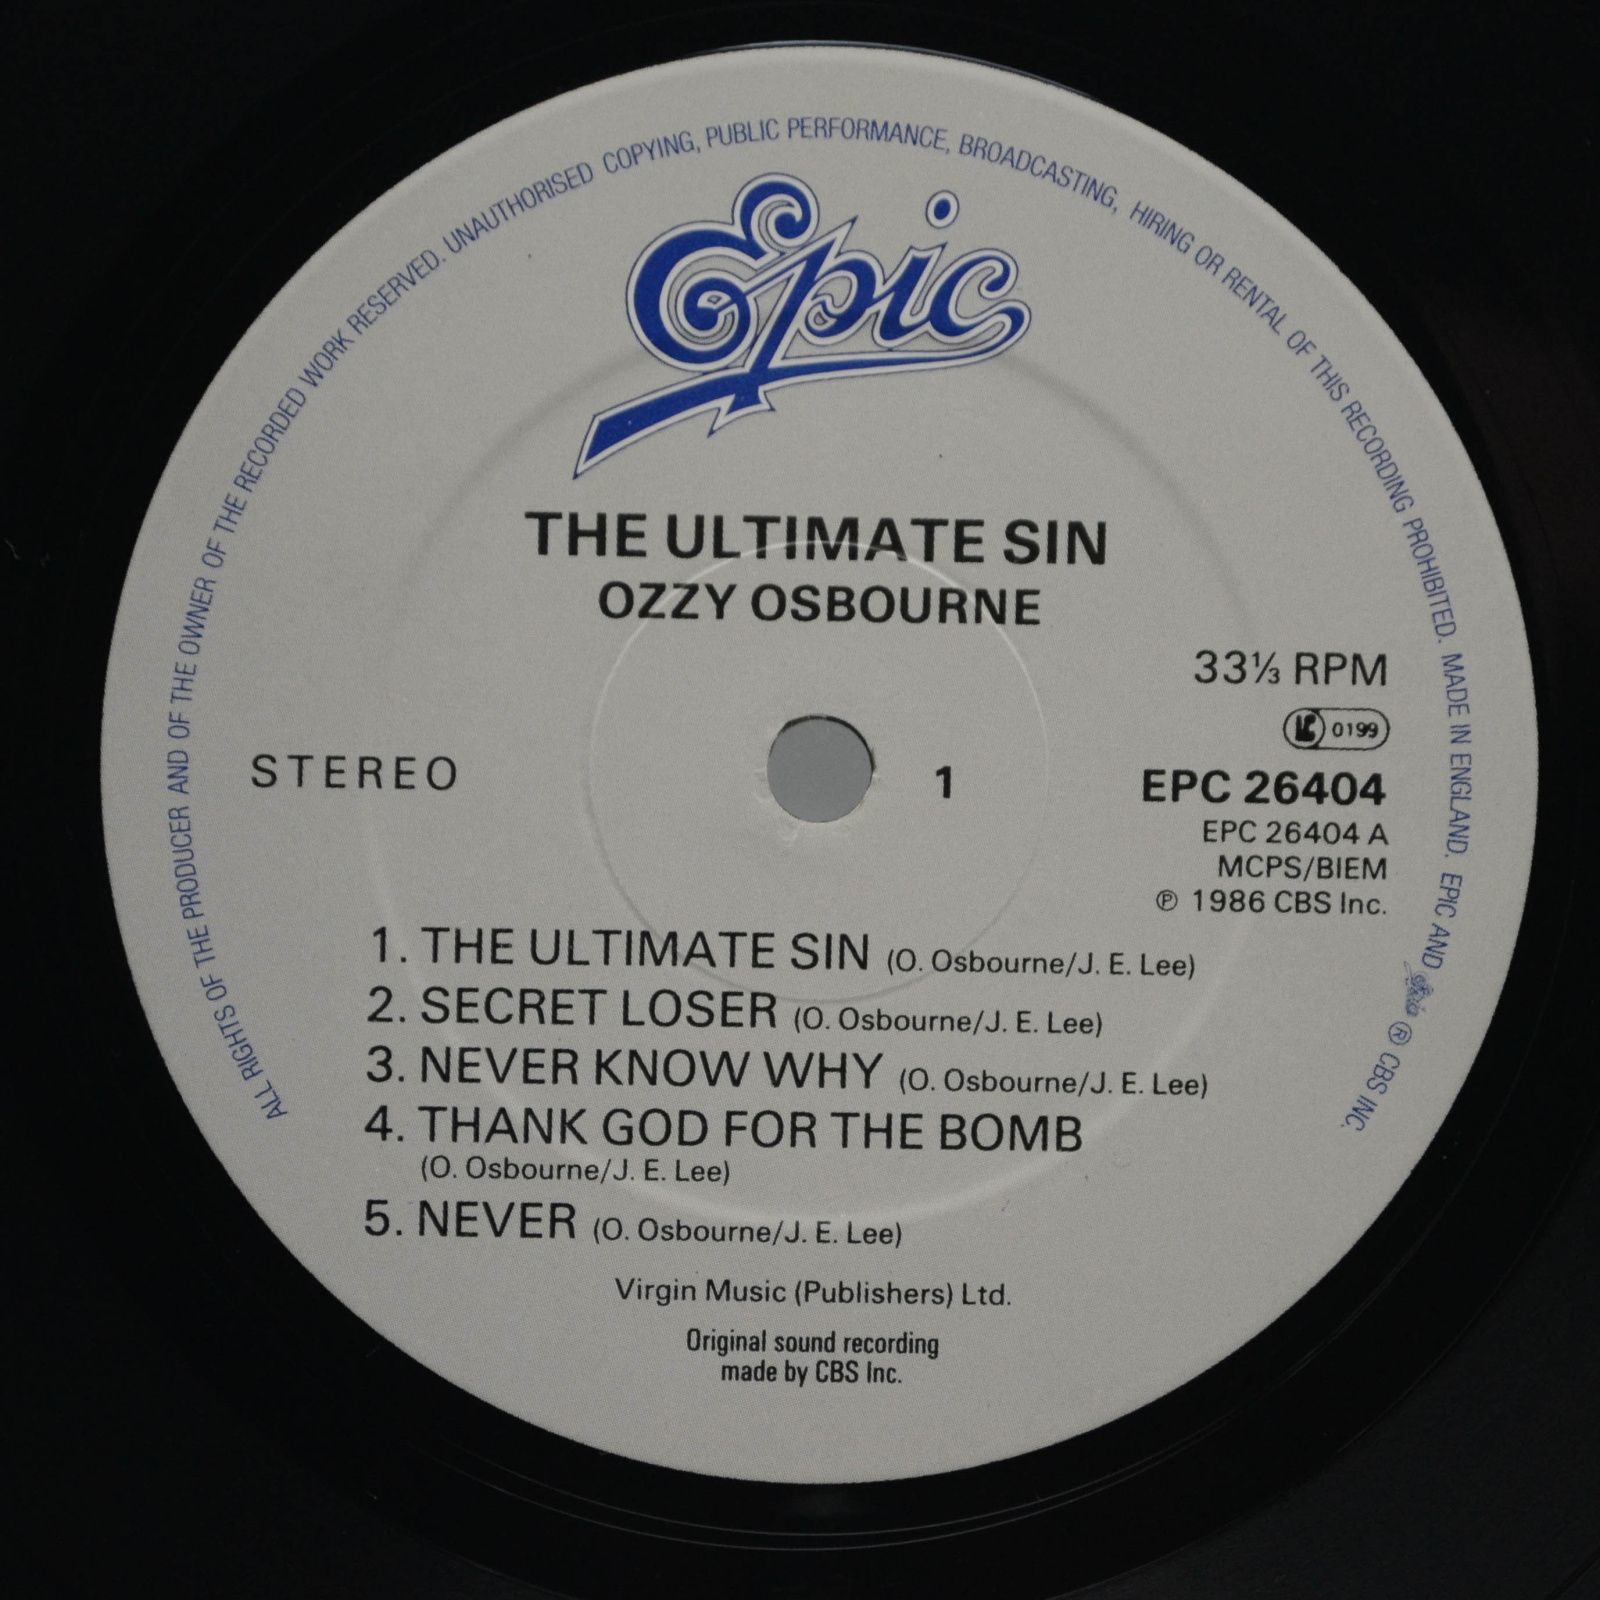 ALL RIGHTS OF THE PRODUCER AND OF THE OWNER OF THE RECORDED WORK RESERVED. UNAUTHORISED COPYING, PUBLIC PERFORMANCE, BROADCASTING, HIRING OR RENTAL OF THIS RECORDING PROHIBITED. MADE IN ENGLAND. EPIC AND Epic ® CBS INC.
Epic
THE ULTIMATE SIN
OZZY OSBOURNE
33⅓ RPM
LC 0199
STEREO
1
EPC 26404
EPC 26404 A
MCPS/BIEM
℗ 1986 CBS Inc.
1. THE ULTIMATE SIN (O. Osbourne/J. E. Lee)
2. SECRET LOSER (O. Osbourne/J. E. Lee)
3. NEVER KNOW WHY (O. Osbourne/J. E. Lee)
4. THANK GOD FOR THE BOMB
(O. Osbourne/J. E. Lee)
5. NEVER (O. Osbourne/J. E. Lee)
Virgin Music (Publishers) Ltd.
Original sound recording
made by CBS Inc.